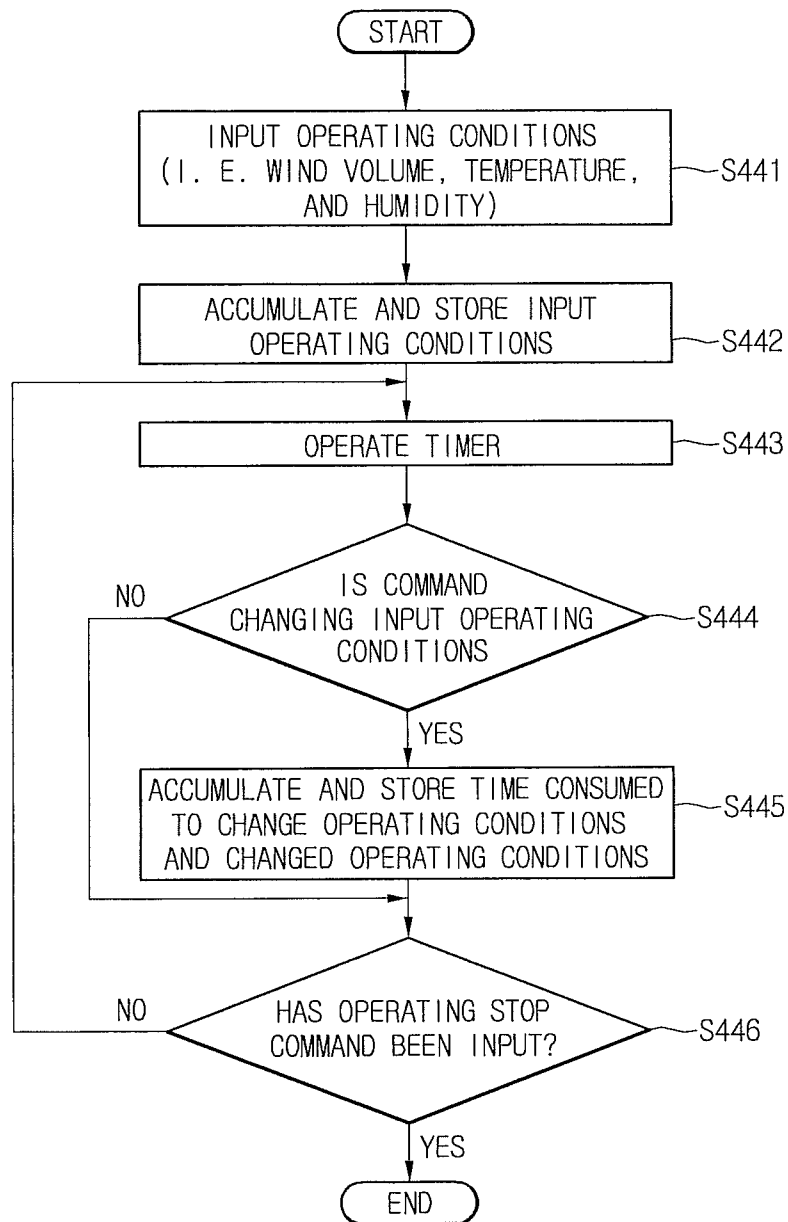 START
INPUT OPERATING CONDITIONS
(I. E. WIND VOLUME, TEMPERATURE,
AND HUMIDITY)
S441
ACCUMULATE AND STORE INPUT
OPERATING CONDITIONS
S442
OPERATE TIMER
S443
IS COMMAND
CHANGING INPUT OPERATING
CONDITIONS
S444
NO
YES
ACCUMULATE AND STORE TIME CONSUMED
TO CHANGE OPERATING CONDITIONS
AND CHANGED OPERATING CONDITIONS
S445
HAS OPERATING STOP
COMMAND BEEN INPUT?
S446
NO
YES
END